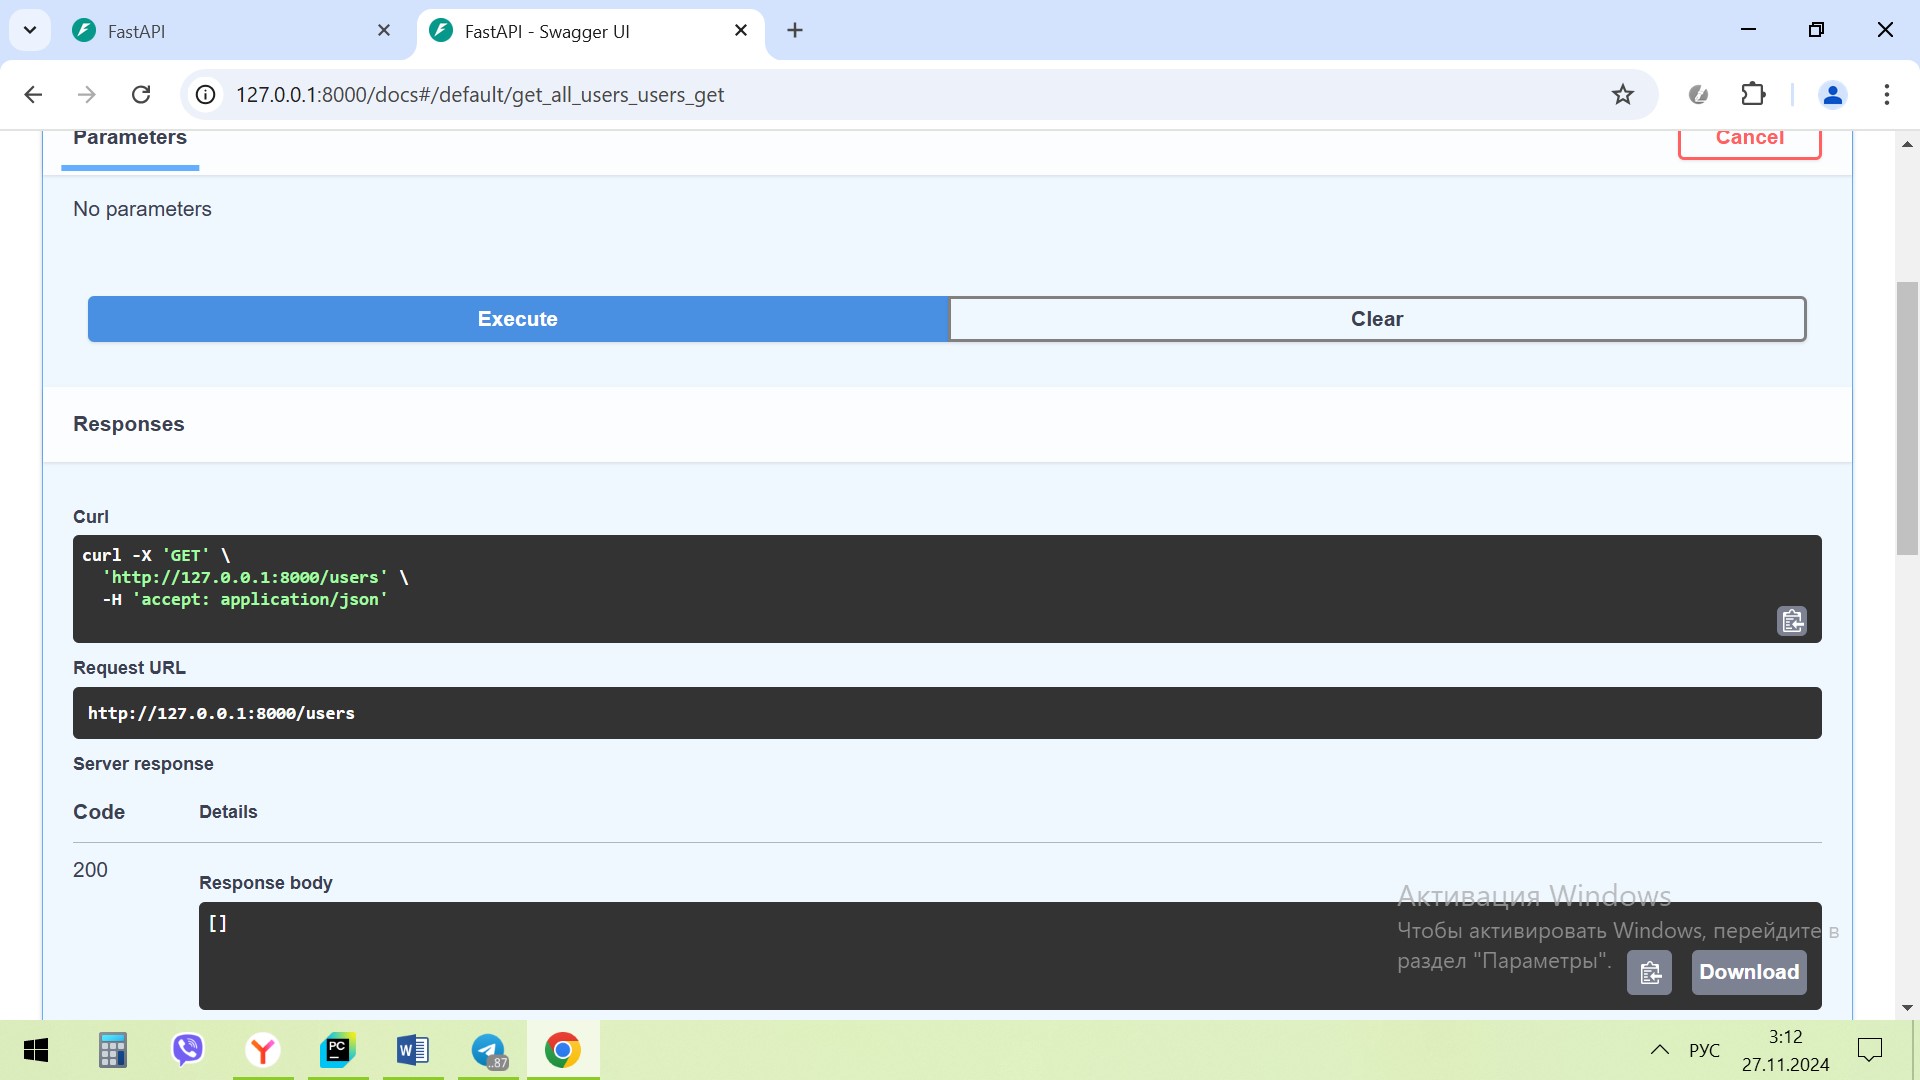 FastAPI
FastAPI - Swagger UI
127.0.0.1:8000/docs#/default/get_all_users_users_get
Parameters
Cancel
No parameters
Execute
Clear
Responses
Curl
curl -X 'GET' \
'http://127.0.0.1:8000/users' \
-H 'accept: application/json'
Request URL
http://127.0.0.1:8000/users
Server response
Code
Details
200
Response body
[]
Активация Windows
Чтобы активировать Windows, перейдите в
раздел "Параметры".
Download
PC
W
..87
РУС
3:12
27.11.2024